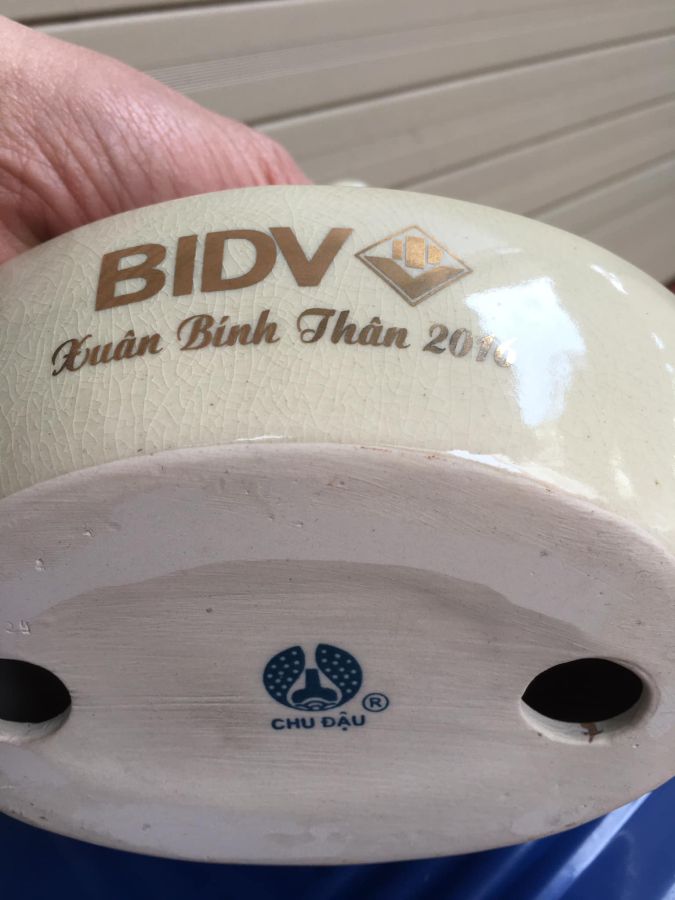 BIDV
Xuân Bính Thân 2016
CHU ĐẬU ®